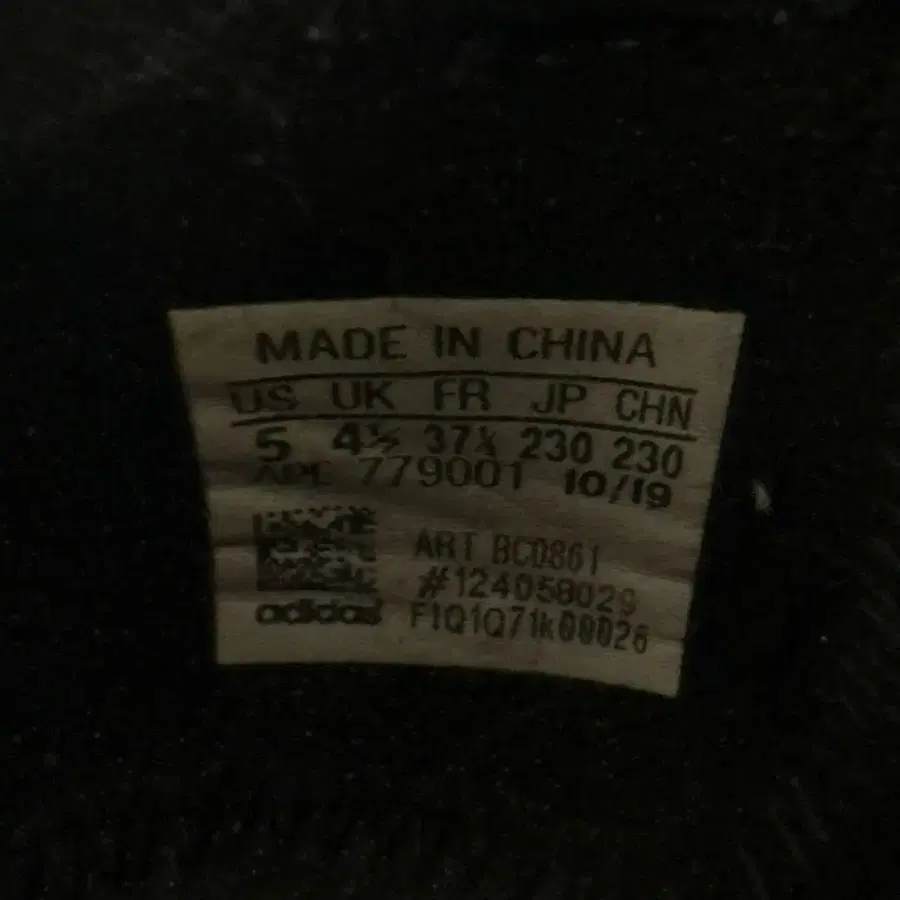 MADE IN CHINA
US UK FR JP CHN
5 4½ 37⅓ 230 230
APE 779001 10/19
ART BC0861
#124058029
adidas F1Q1Q71k00026